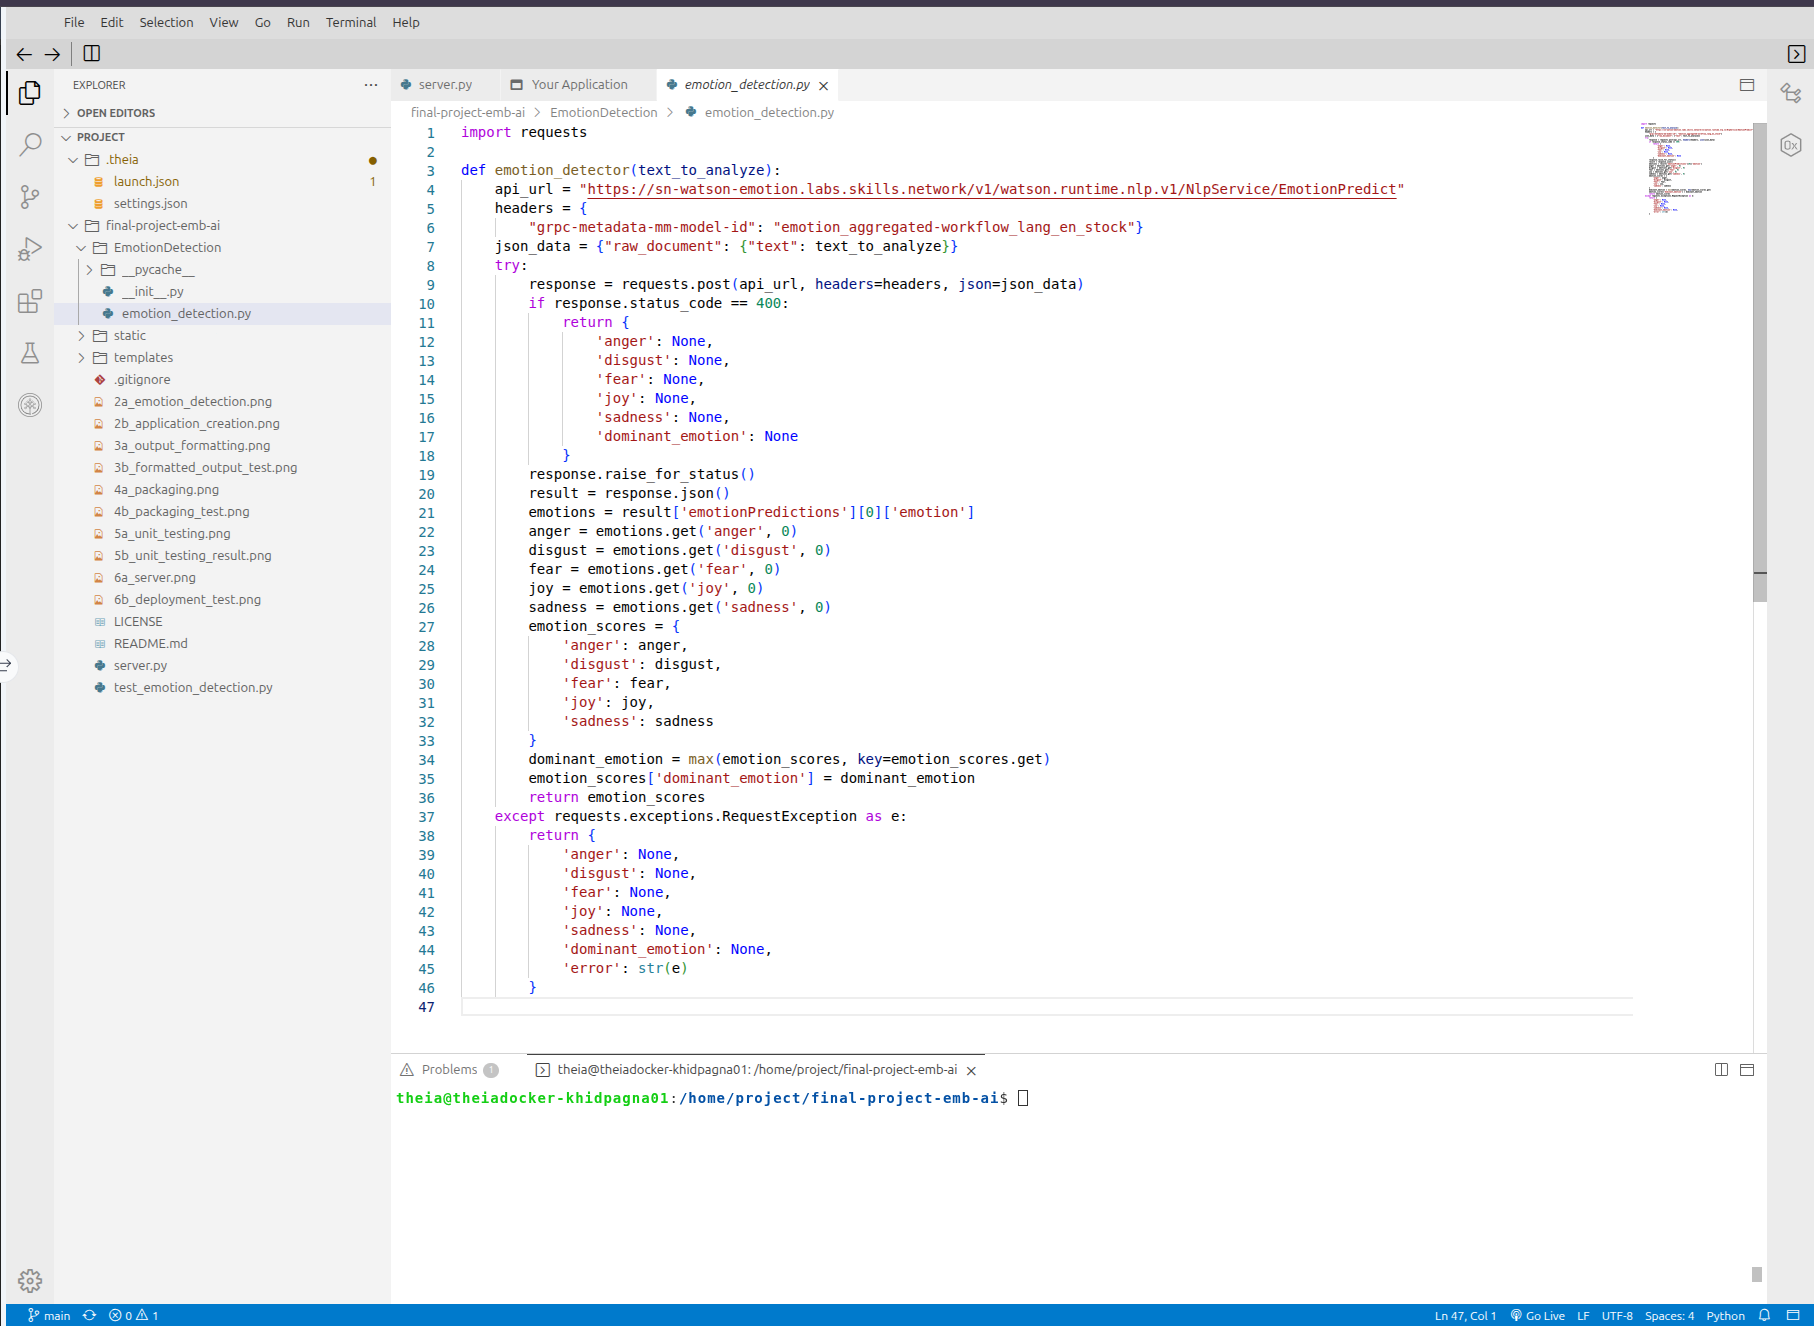 File Edit Selection View Go Run Terminal Help
EXPLORER
OPEN EDITORS
PROJECT
.theia
launch.json 1
settings.json
final-project-emb-ai
EmotionDetection
__pycache__
__init__.py
emotion_detection.py
static
templates
.gitignore
2a_emotion_detection.png
2b_application_creation.png
3a_output_formatting.png
3b_formatted_output_test.png
4a_packaging.png
4b_packaging_test.png
5a_unit_testing.png
5b_unit_testing_result.png
6a_server.png
6b_deployment_test.png
LICENSE
README.md
server.py
test_emotion_detection.py
server.py Your Application emotion_detection.py
final-project-emb-ai > EmotionDetection > emotion_detection.py
1 import requests
2
3 def emotion_detector(text_to_analyze):
4     api_url = "https://sn-watson-emotion.labs.skills.network/v1/watson.runtime.nlp.v1/NlpService/EmotionPredict"
5     headers = {
6         "grpc-metadata-mm-model-id": "emotion_aggregated-workflow_lang_en_stock"}
7     json_data = {"raw_document": {"text": text_to_analyze}}
8     try:
9         response = requests.post(api_url, headers=headers, json=json_data)
10         if response.status_code == 400:
11             return {
12                 'anger': None,
13                 'disgust': None,
14                 'fear': None,
15                 'joy': None,
16                 'sadness': None,
17                 'dominant_emotion': None
18             }
19         response.raise_for_status()
20         result = response.json()
21         emotions = result['emotionPredictions'][0]['emotion']
22         anger = emotions.get('anger', 0)
23         disgust = emotions.get('disgust', 0)
24         fear = emotions.get('fear', 0)
25         joy = emotions.get('joy', 0)
26         sadness = emotions.get('sadness', 0)
27         emotion_scores = {
28             'anger': anger,
29             'disgust': disgust,
30             'fear': fear,
31             'joy': joy,
32             'sadness': sadness
33         }
34         dominant_emotion = max(emotion_scores, key=emotion_scores.get)
35         emotion_scores['dominant_emotion'] = dominant_emotion
36         return emotion_scores
37     except requests.exceptions.RequestException as e:
38         return {
39             'anger': None,
40             'disgust': None,
41             'fear': None,
42             'joy': None,
43             'sadness': None,
44             'dominant_emotion': None,
45             'error': str(e)
46         }
47
Problems 1 theia@theiadocker-khidpagna01: /home/project/final-project-emb-ai
theia@theiadocker-khidpagna01:/home/project/final-project-emb-ai$
main 0 1 Ln 47, Col 1 Go Live LF UTF-8 Spaces: 4 Python